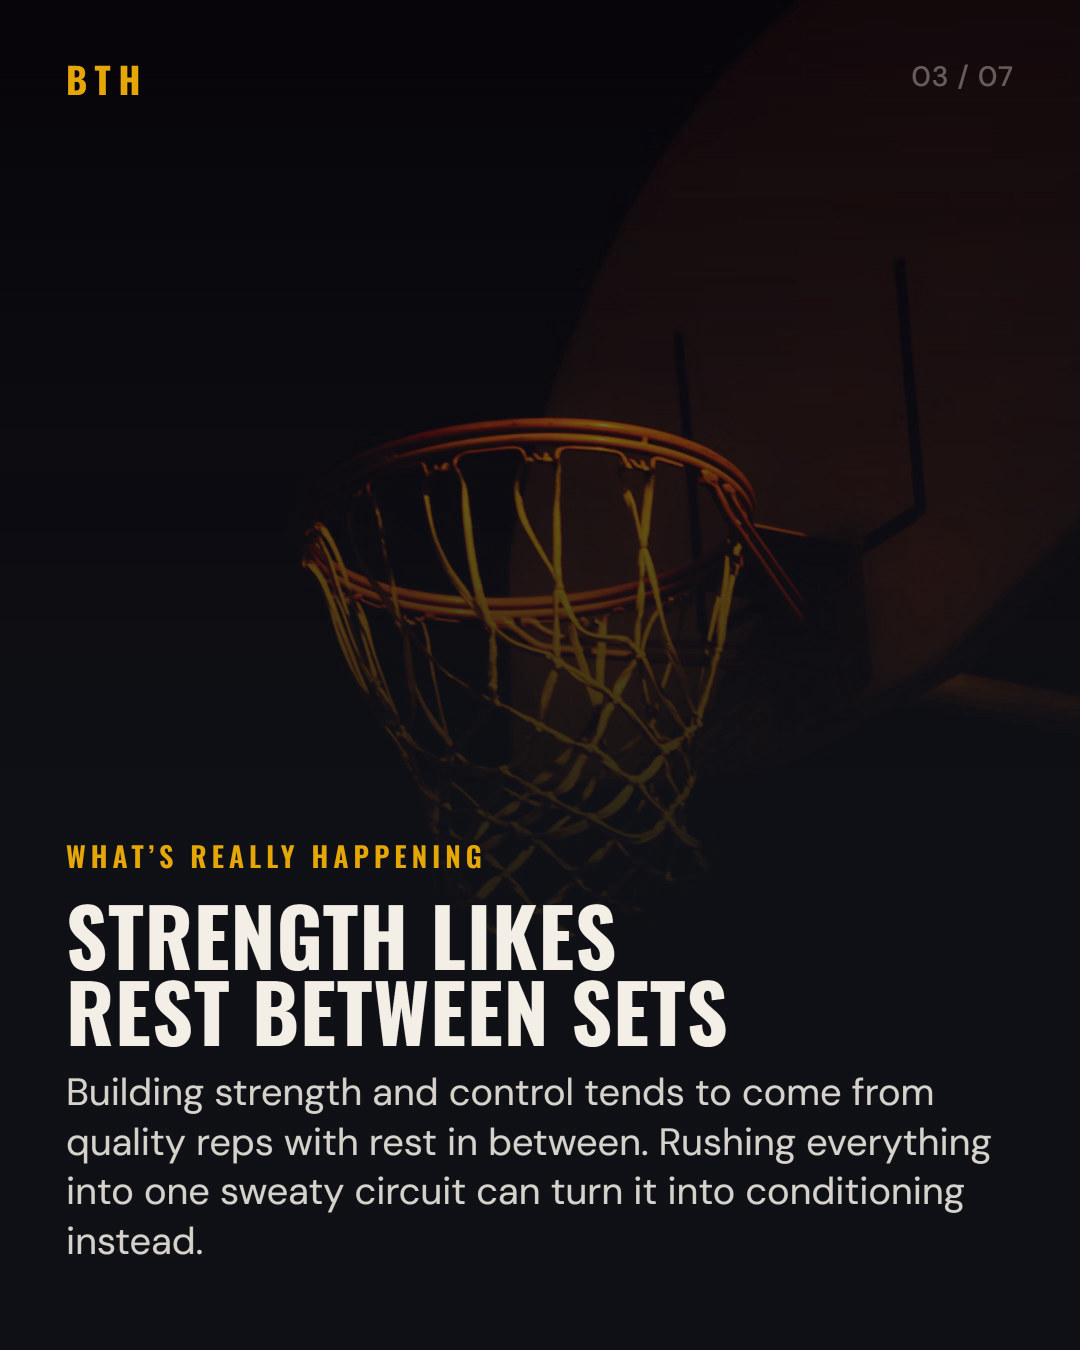 BTH
03 / 07
WHAT’S REALLY HAPPENING
STRENGTH LIKES
REST BETWEEN SETS
Building strength and control tends to come from
quality reps with rest in between. Rushing everything
into one sweaty circuit can turn it into conditioning
instead.